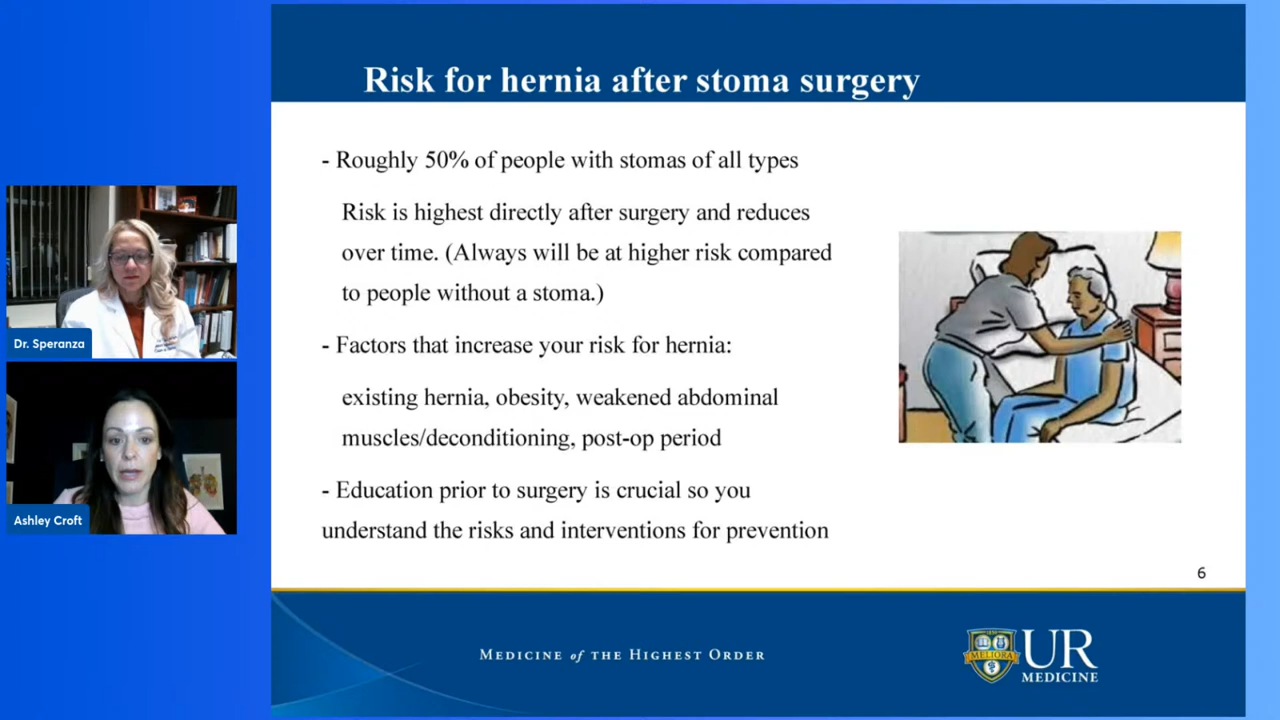 Risk for hernia after stoma surgery
- Roughly 50% of people with stomas of all types
Risk is highest directly after surgery and reduces
over time. (Always will be at higher risk compared
to people without a stoma.)
- Factors that increase your risk for hernia:
existing hernia, obesity, weakened abdominal
muscles/deconditioning, post-op period
- Education prior to surgery is crucial so you
understand the risks and interventions for prevention
6
Dr. Speranza
Ashley Croft
MEDICINE of THE HIGHEST ORDER
MELIORA
UR
MEDICINE